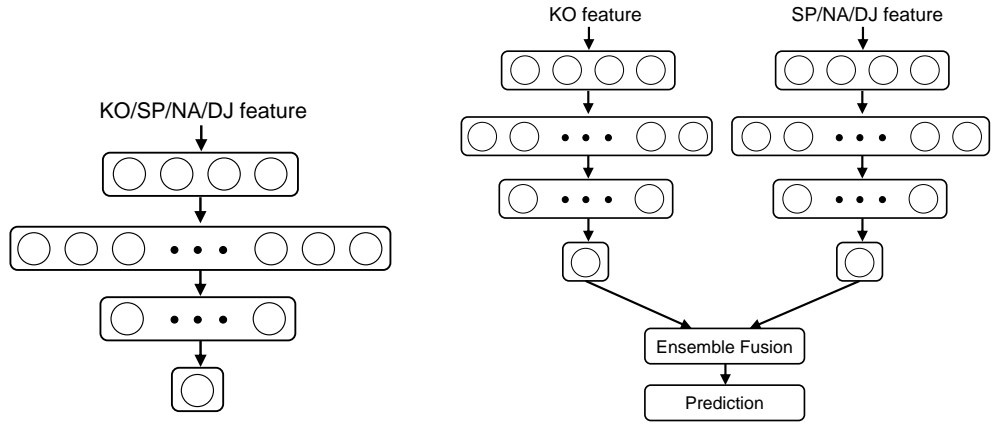 KO/SP/NA/DJ feature
KO feature
SP/NA/DJ feature
Ensemble Fusion
Prediction